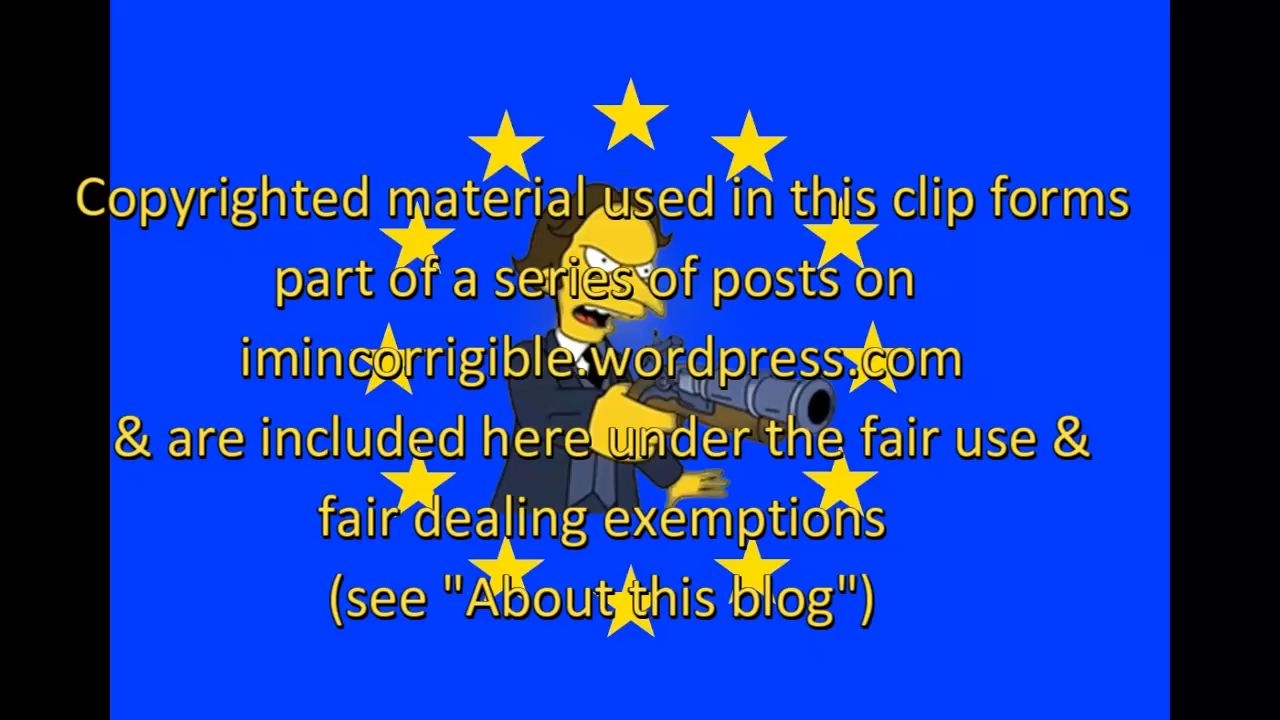 Copyrighted material used in this clip forms
part of a series of posts on
imincorrigible.wordpress.com
& are included here under the fair use &
fair dealing exemptions
(see "About this blog")